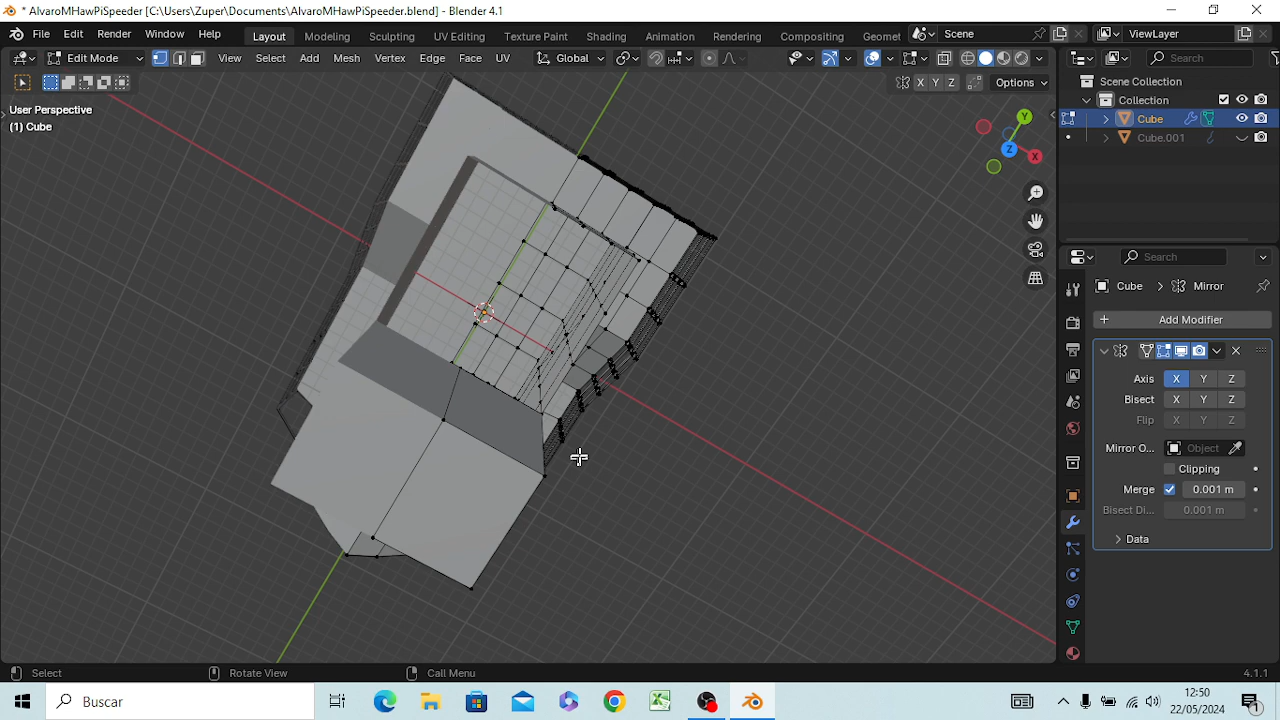 * AlvaroMHawPiSpeeder [C:\Users\Zuper\Documents\AlvaroMHawPiSpeeder.blend] - Blender 4.1
File Edit Render Window Help Layout Modeling Sculpting UV Editing Texture Paint Shading Animation Rendering Compositing Geomet Scene ViewLayer
Edit Mode View Select Add Mesh Vertex Edge Face UV Global Search
X Y Z Options
User Perspective
(1) Cube
Scene Collection
Collection
Cube
Cube.001
Y
Z
X
Search
Cube Mirror
Add Modifier
Axis X Y Z
Bisect X Y Z
Flip X Y Z
Mirror O... Object
Clipping
Merge 0.001 m
Bisect Di... 0.001 m
Data
Select Rotate View Call Menu 4.1.1
Buscar
12:50
22/05/2024
1